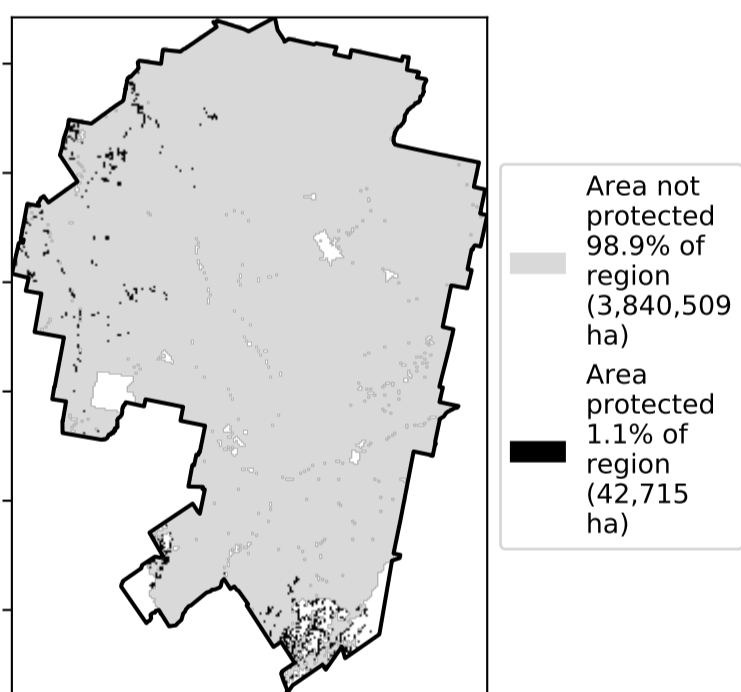 Area not
protected
98.9% of
region
(3,840,509
ha)
Area
protected
1.1% of
region
(42,715
ha)